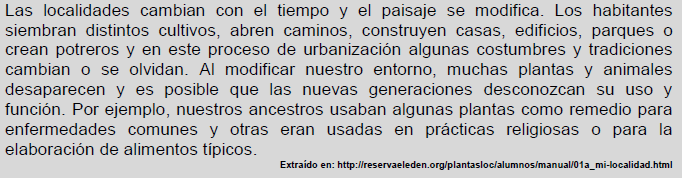 Las localidades cambian con el tiempo y el paisaje se modifica. Los habitantes
siembran distintos cultivos, abren caminos, construyen casas, edificios, parques o
crean potreros y en este proceso de urbanización algunas costumbres y tradiciones
cambian o se olvidan. Al modificar nuestro entorno, muchas plantas y animales
desaparecen y es posible que las nuevas generaciones desconozcan su uso y
función. Por ejemplo, nuestros ancestros usaban algunas plantas como remedio para
enfermedades comunes y otras eran usadas en prácticas religiosas o para la
elaboración de alimentos típicos.
Extraído en: http://reservaeleden.org/plantasloc/alumnos/manual/01a_mi-localidad.html